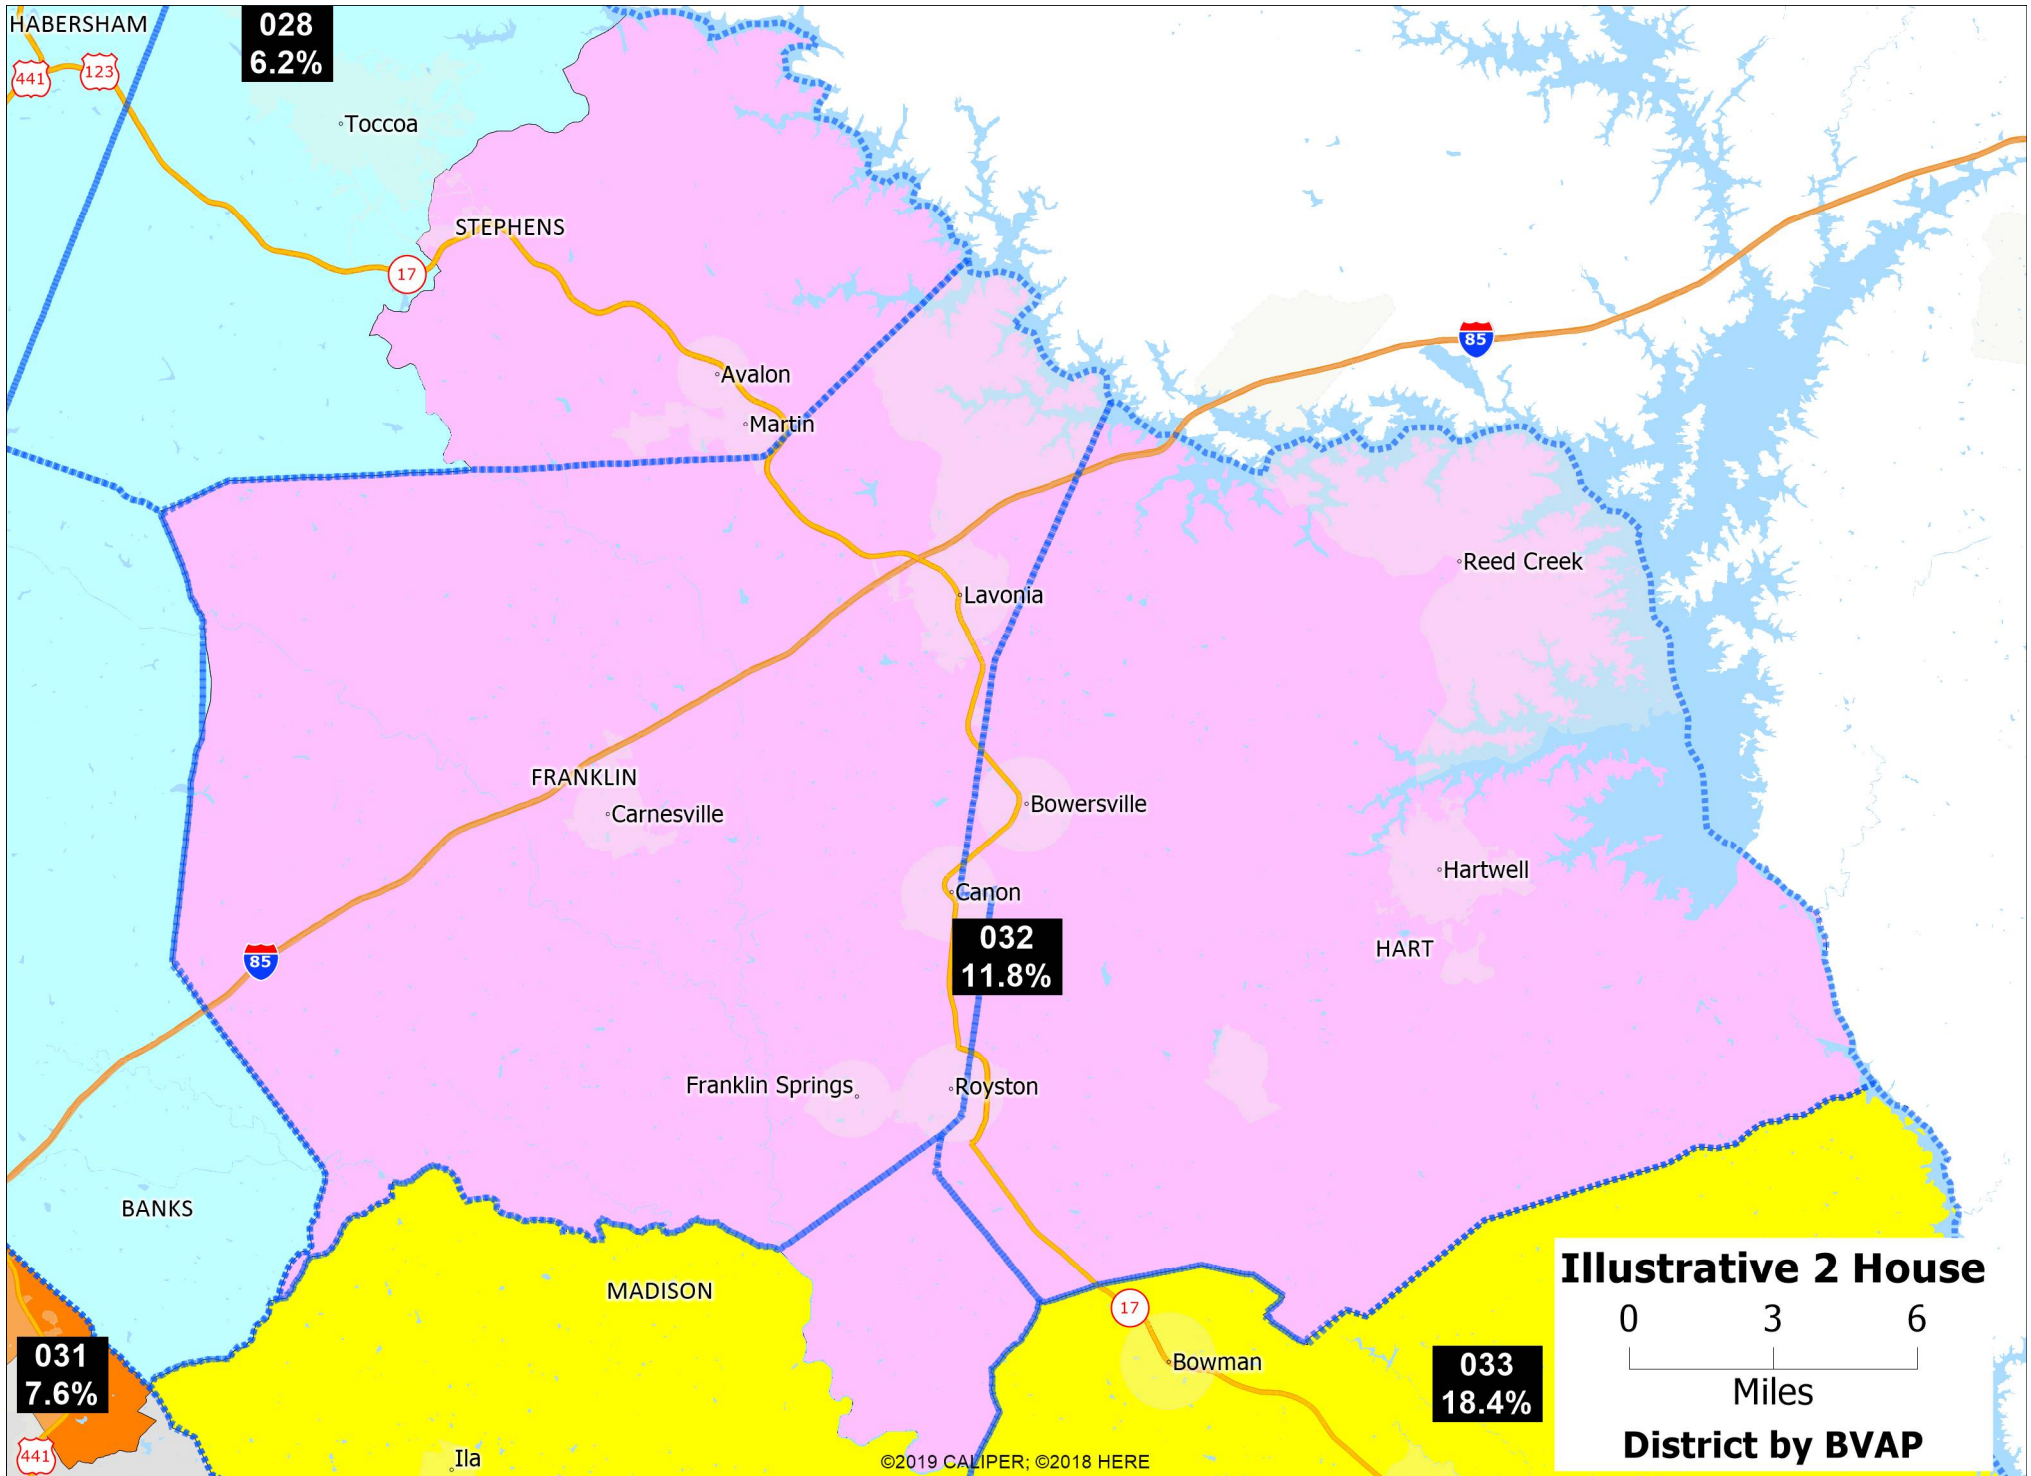 HABERSHAM
028
6.2%
441
123
Toccoa
STEPHENS
17
85
Avalon
Martin
Reed Creek
Lavonia
FRANKLIN
Carnesville
Bowersville
Hartwell
Canon
032
11.8%
HART
85
Franklin Springs
Royston
BANKS
MADISON
17
Bowman
031
7.6%
033
18.4%
441
Ila
©2019 CALIPER; ©2018 HERE
Illustrative 2 House
0 3 6
Miles
District by BVAP